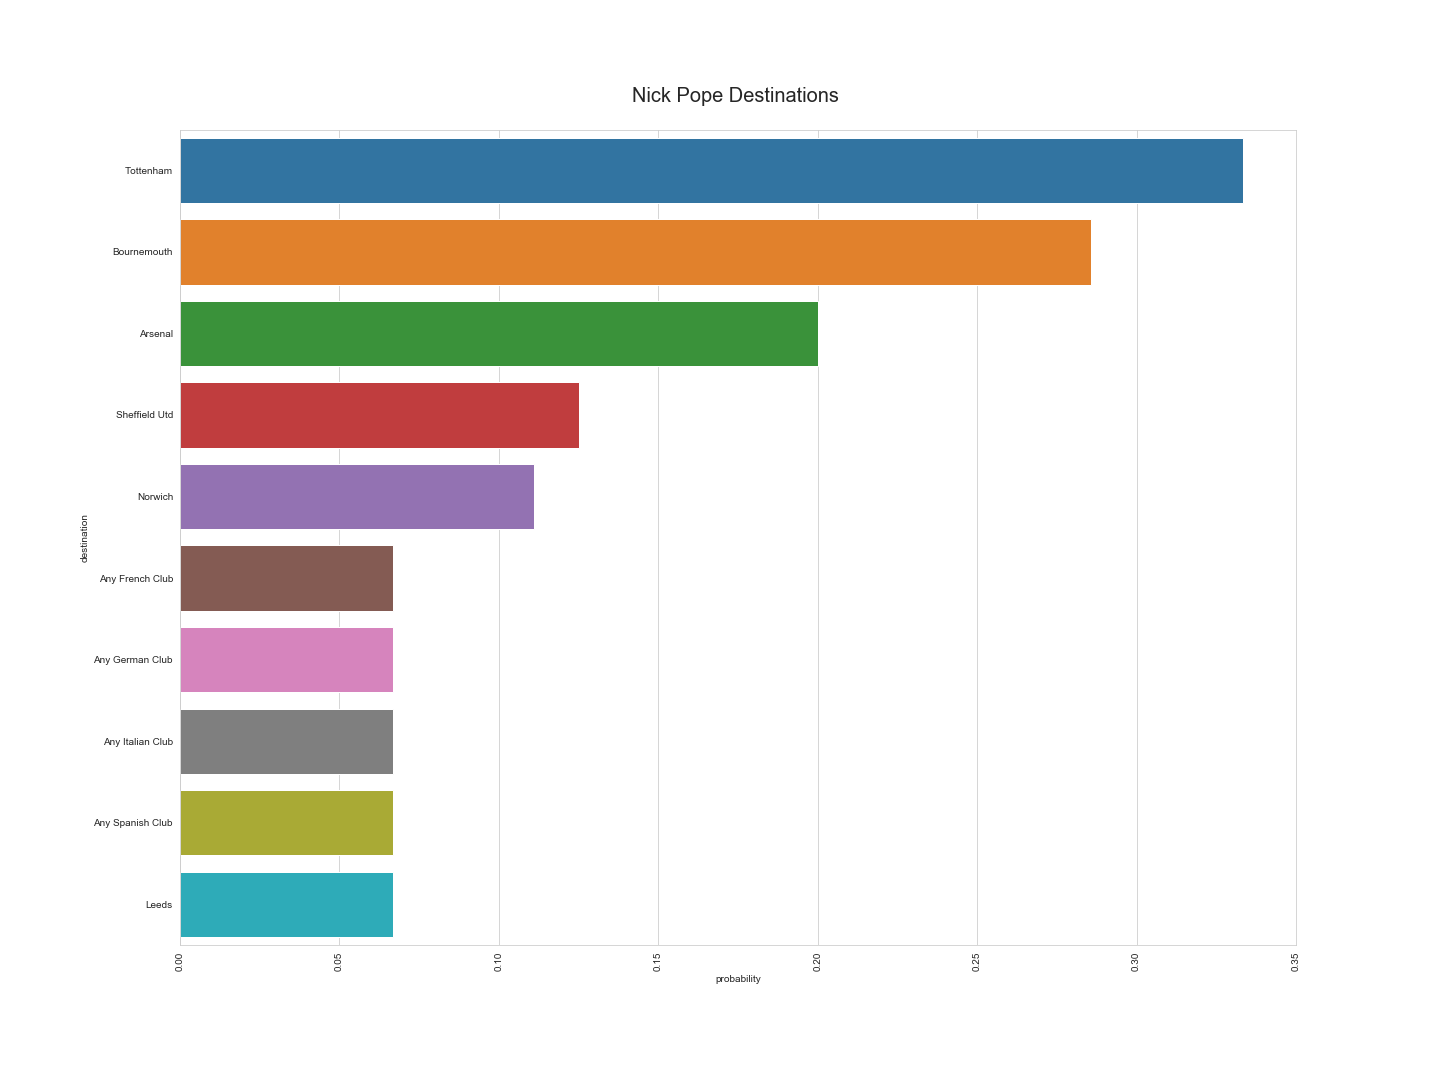 Nick Pope Destinations
destination
Tottenham
Bournemouth
Arsenal
Sheffield Utd
Norwich
Any French Club
Any German Club
Any Italian Club
Any Spanish Club
Leeds
0.00 0.05 0.10 0.15 0.20 0.25 0.30 0.35
probability